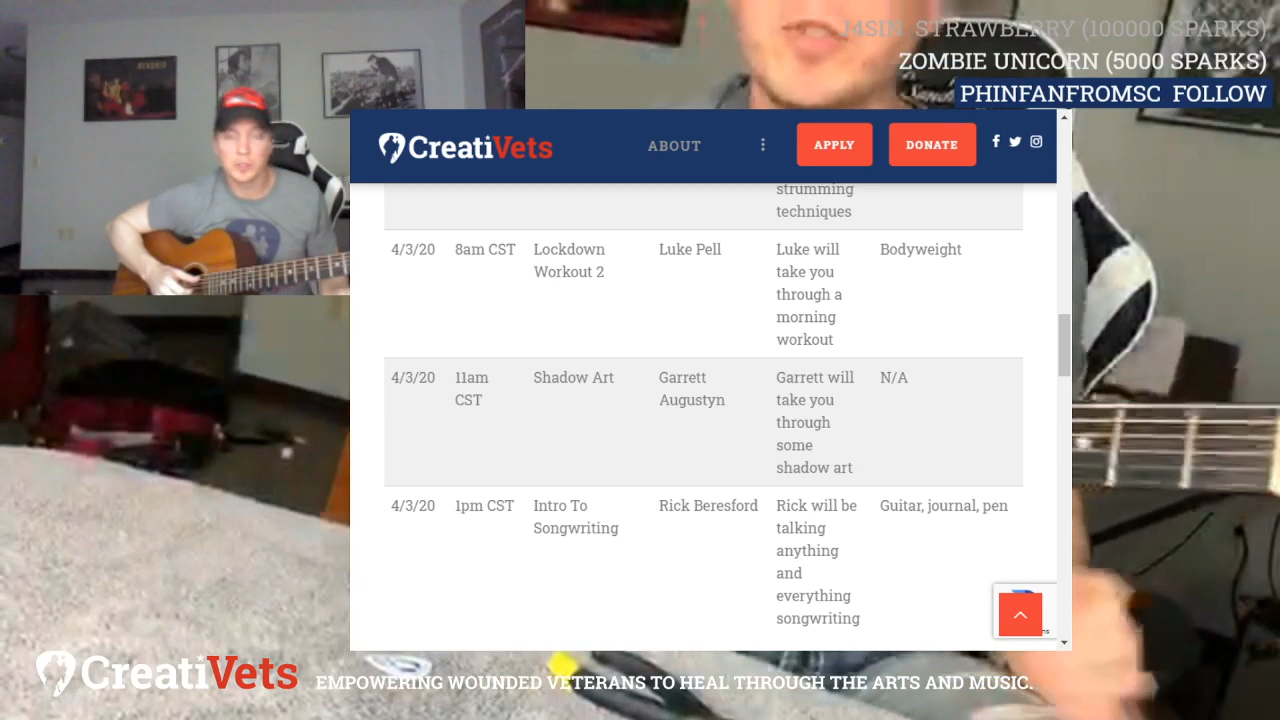 J4SIN STRAWBERRY (100000 SPARKS)
ZOMBIE UNICORN (5000 SPARKS)
PHINFANFROMSC FOLLOW
CreatiVets
ABOUT
APPLY
DONATE
strumming
techniques
4/3/20 8am CST Lockdown Workout 2 Luke Pell Luke will take you through a morning workout Bodyweight
4/3/20 11am CST Shadow Art Garrett Augustyn Garrett will take you through some shadow art N/A
4/3/20 1pm CST Intro To Songwriting Rick Beresford Rick will be talking anything and everything songwriting Guitar, journal, pen
CreatiVets
EMPOWERING WOUNDED VETERANS TO HEAL THROUGH THE ARTS AND MUSIC.